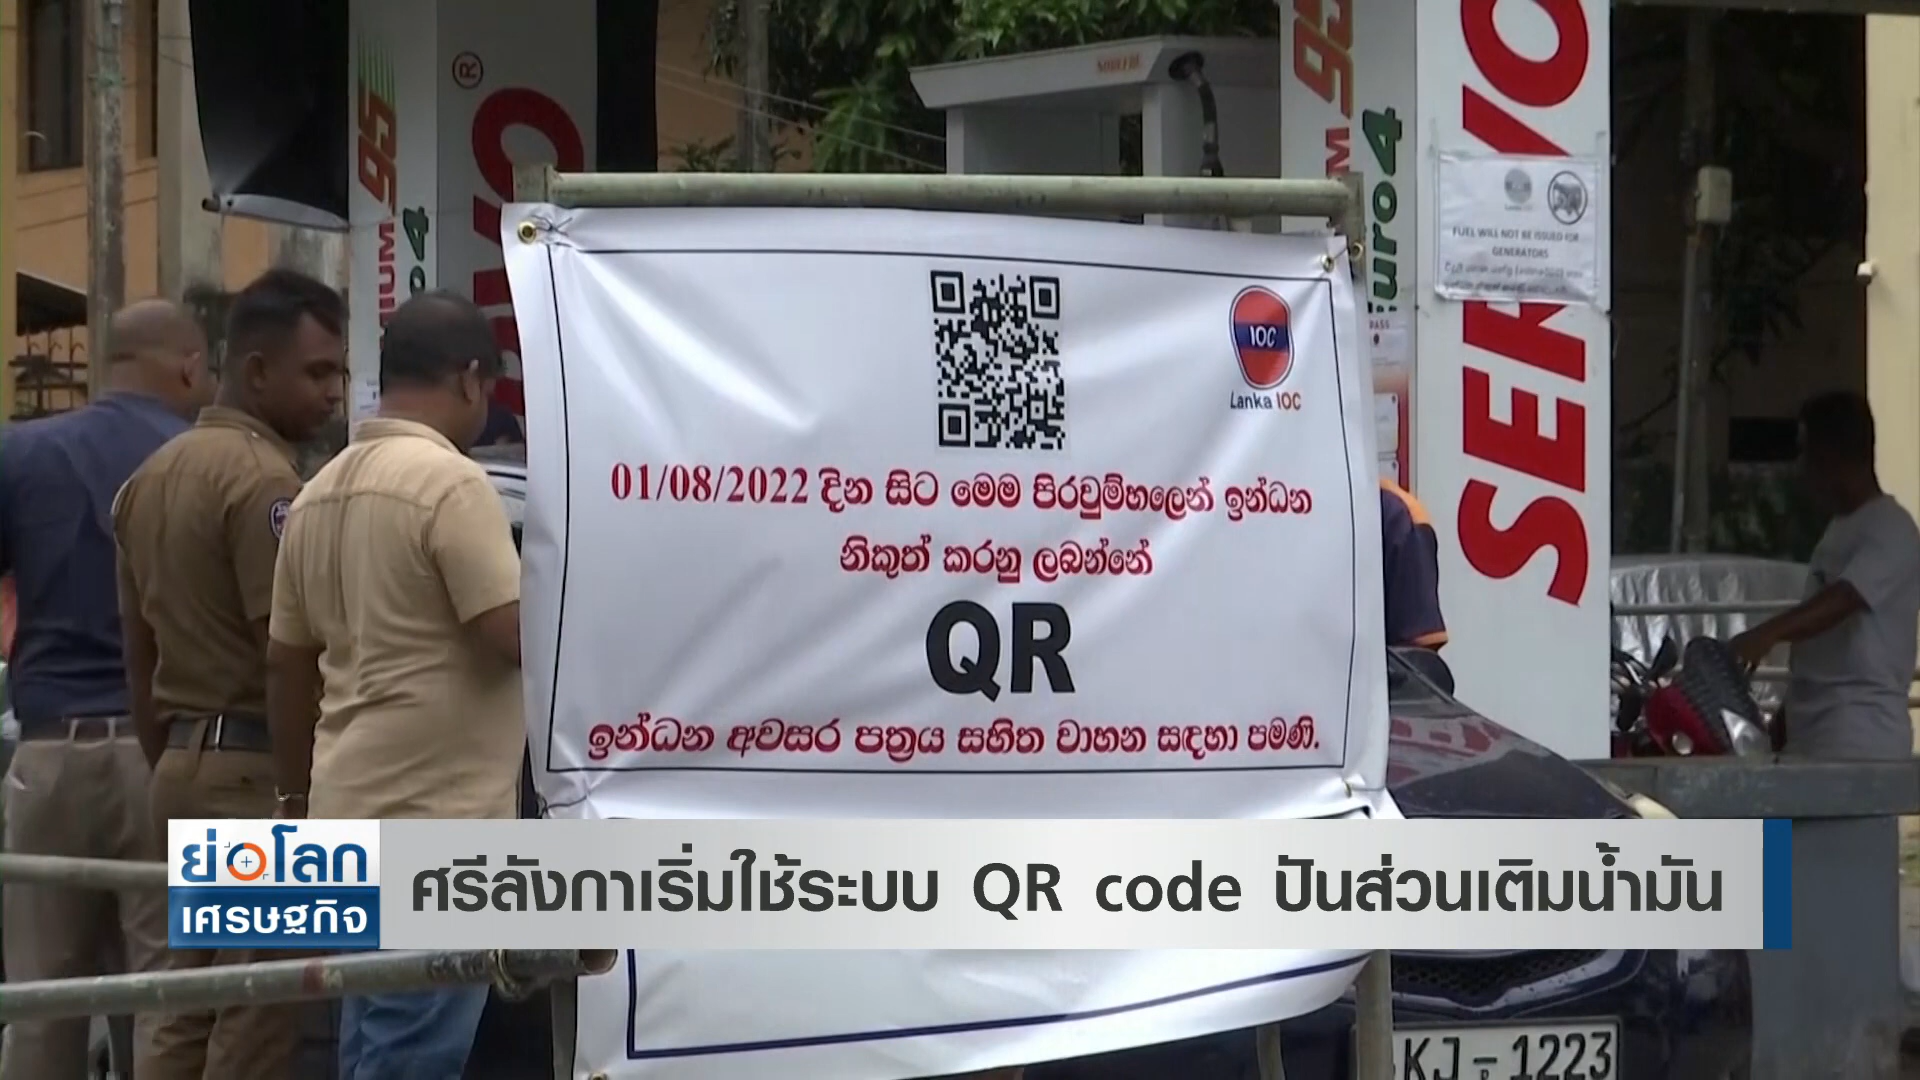 95
Euro4
SERVO
®
FUEL WILL NOT BE ISSUED FOR
GENERATORS
IOC
Lanka IOC
01/08/2022 දින සිට මෙම පිරවුම්හලෙන් ඉන්ධන
නිකුත් කරනු ලබන්නේ
QR
ඉන්ධන අවසර පත්‍රය සහිත වාහන සඳහා පමණි.
ย่อโลก
เศรษฐกิจ
ศรีลังกาเริ่มใช้ระบบ QR code ปันส่วนเติมน้ำมัน
KJ-1223